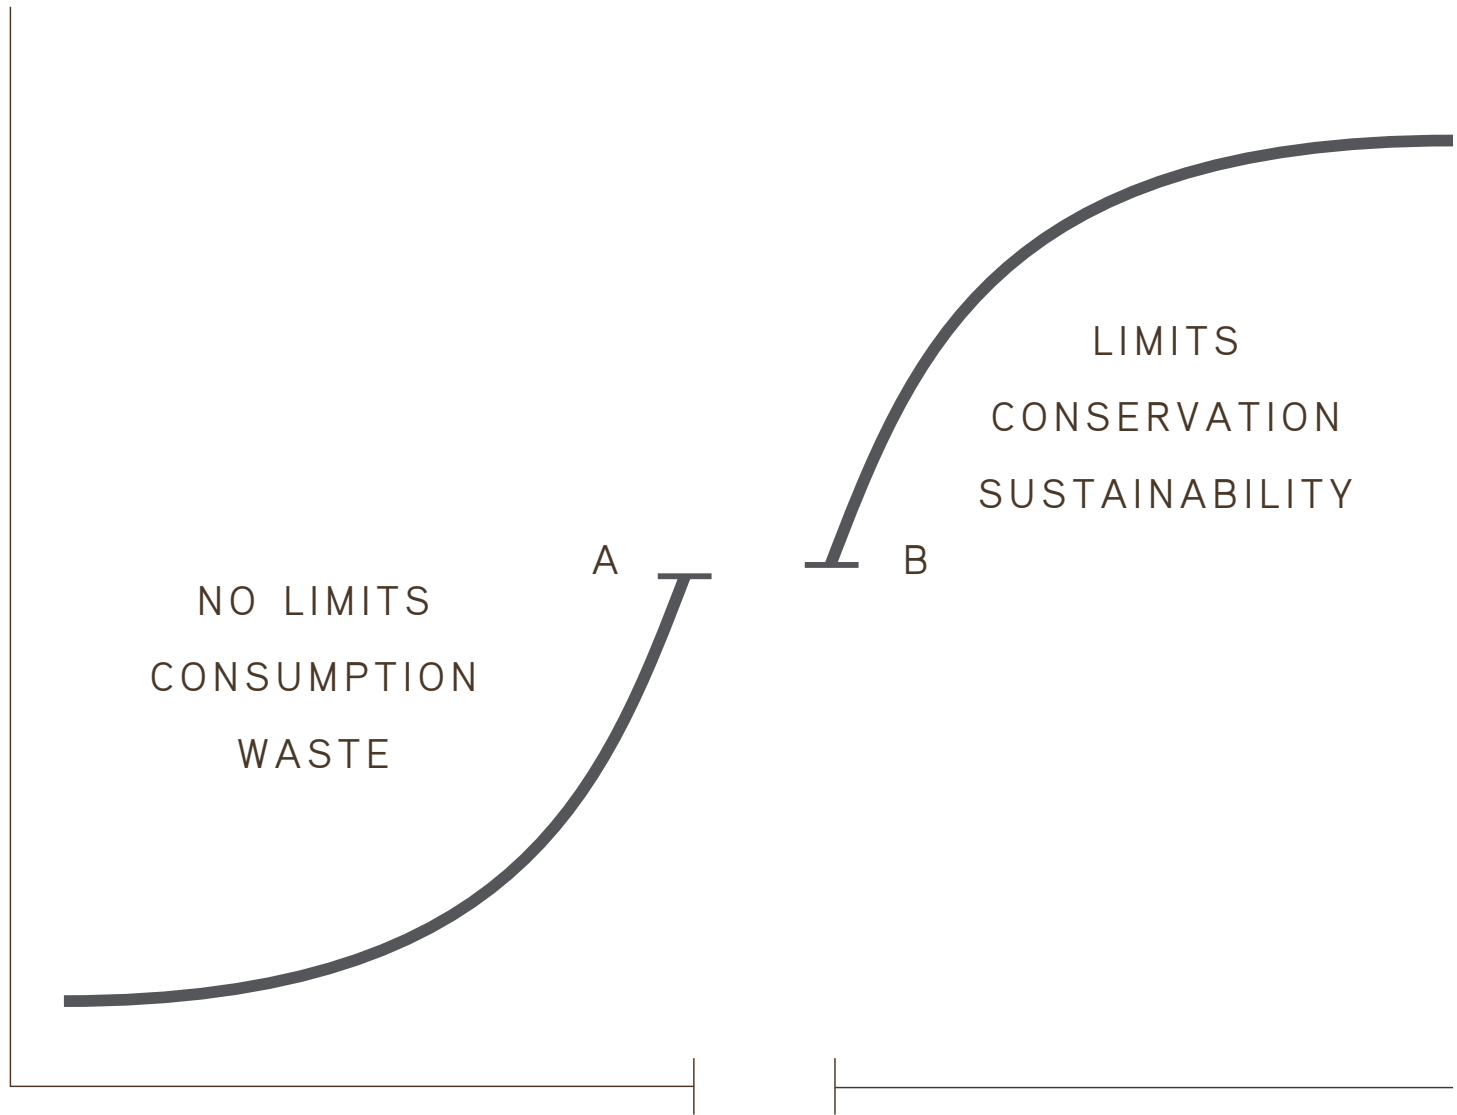 LIMITS
CONSERVATION
SUSTAINABILITY
A
B
NO LIMITS
CONSUMPTION
WASTE